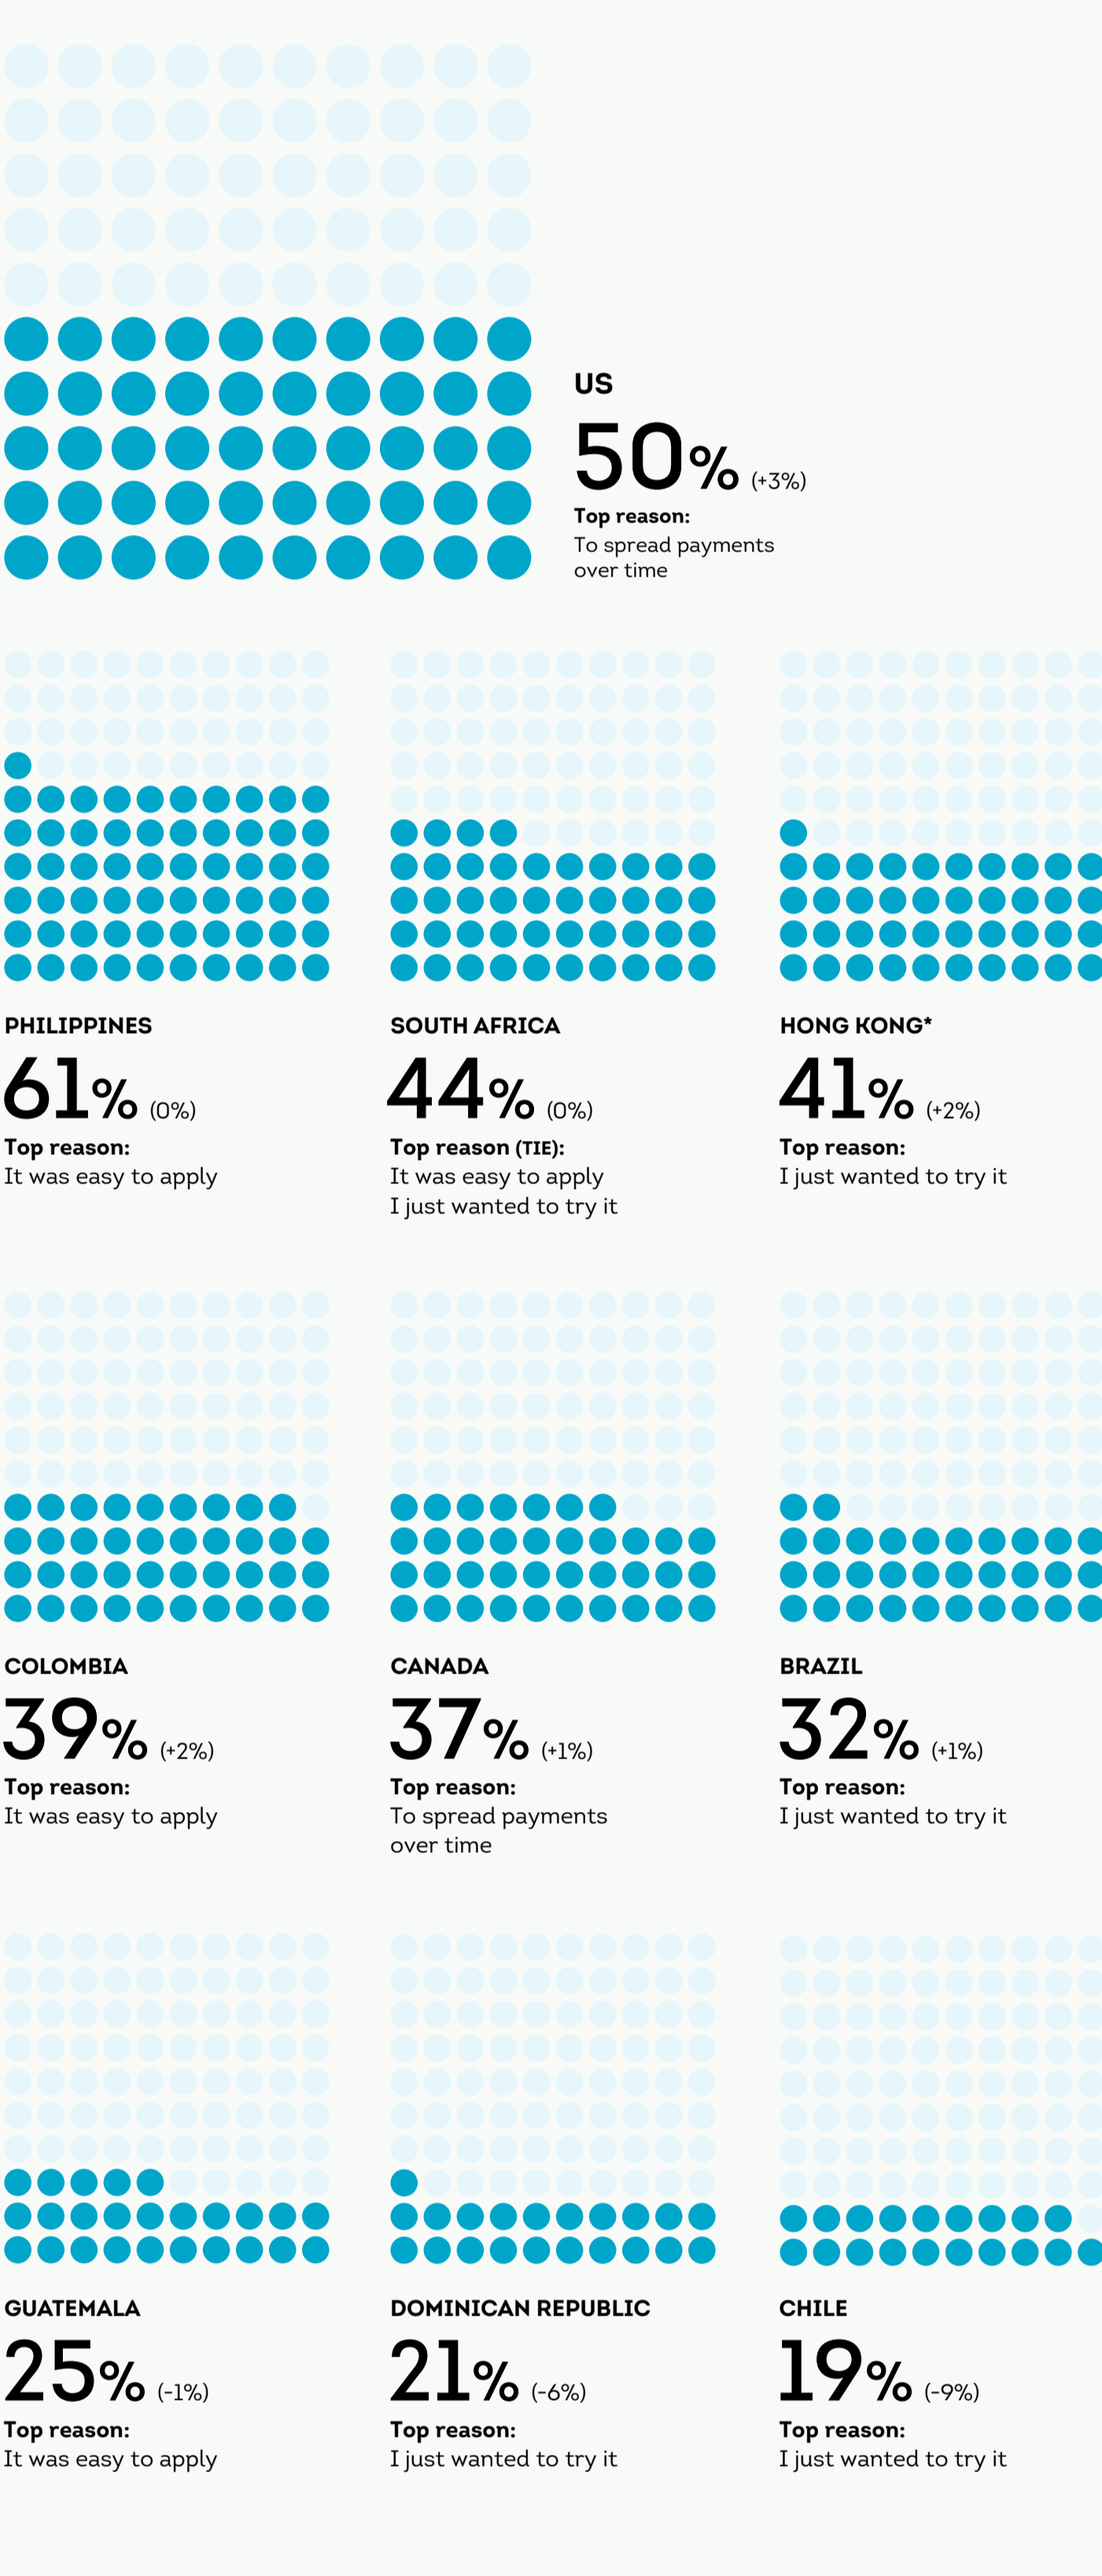 US
50% (+3%)
Top reason:
To spread payments
over time
PHILIPPINES
61% (0%)
Top reason:
It was easy to apply
SOUTH AFRICA
44% (0%)
Top reason (TIE):
It was easy to apply
I just wanted to try it
HONG KONG*
41% (+2%)
Top reason:
I just wanted to try it
COLOMBIA
39% (+2%)
Top reason:
It was easy to apply
CANADA
37% (+1%)
Top reason:
To spread payments
over time
BRAZIL
32% (+1%)
Top reason:
I just wanted to try it
GUATEMALA
25% (-1%)
Top reason:
It was easy to apply
DOMINICAN REPUBLIC
21% (-6%)
Top reason:
I just wanted to try it
CHILE
19% (-9%)
Top reason:
I just wanted to try it